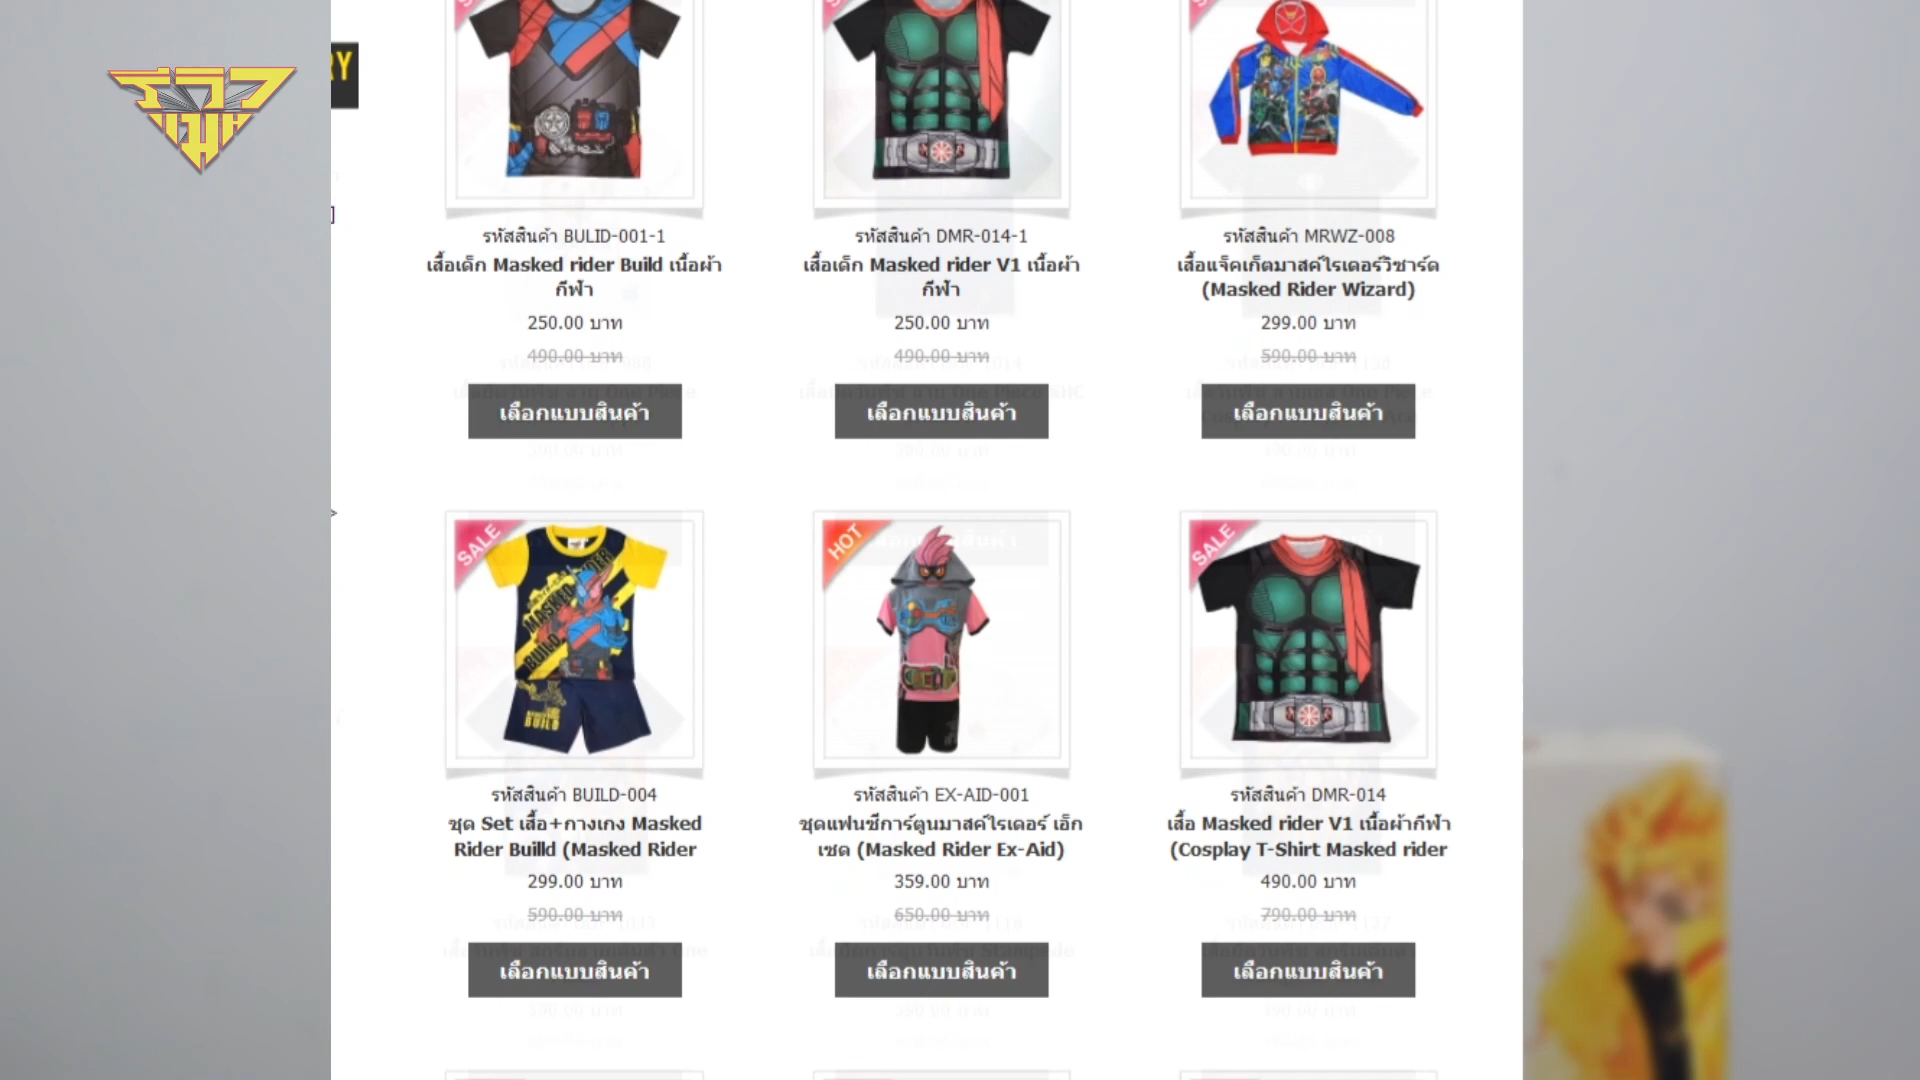 รีวิว
แมะ
RY
รหัสสินค้า BULID-001-1
เสื้อเด็ก Masked rider Build เนื้อผ้า
กีฬา
250.00 บาท
490.00 บาท
เลือกแบบสินค้า
รหัสสินค้า DMR-014-1
เสื้อเด็ก Masked rider V1 เนื้อผ้า
กีฬา
250.00 บาท
490.00 บาท
เลือกแบบสินค้า
รหัสสินค้า MRWZ-008
เสื้อแจ็คเก็ตมาสค์ไรเดอร์วิซาร์ด
(Masked Rider Wizard)
299.00 บาท
590.00 บาท
เลือกแบบสินค้า
SALE
MASKED RIDER
BUILD
BUILD
รหัสสินค้า BUILD-004
ชุด Set เสื้อ+กางเกง Masked
Rider Builld (Masked Rider
299.00 บาท
590.00 บาท
เลือกแบบสินค้า
HOT
รหัสสินค้า EX-AID-001
ชุดแฟนซีการ์ตูนมาสค์ไรเดอร์ เอ็ก
เซด (Masked Rider Ex-Aid)
359.00 บาท
650.00 บาท
เลือกแบบสินค้า
SALE
รหัสสินค้า DMR-014
เสื้อ Masked rider V1 เนื้อผ้ากีฬา
(Cosplay T-Shirt Masked rider
490.00 บาท
790.00 บาท
เลือกแบบสินค้า